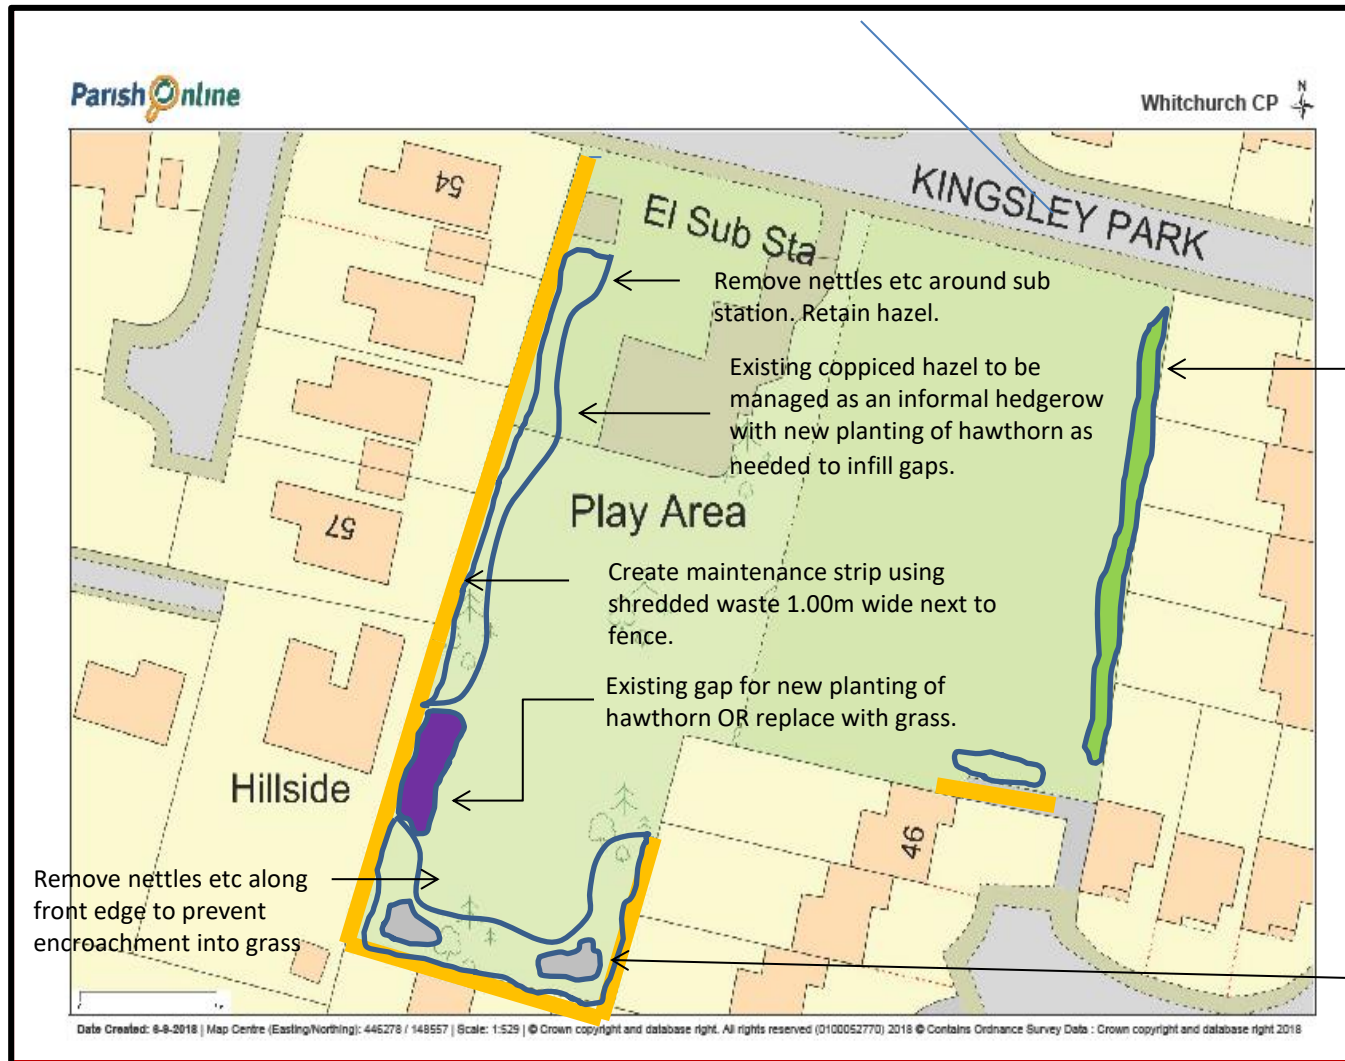 Parish Online
Whitchurch CP
N
KINGSLEY PARK
54
El Sub Sta
Remove nettles etc around sub
station. Retain hazel.
Existing coppiced hazel to be
managed as an informal hedgerow
with new planting of hawthorn as
needed to infill gaps.
Play Area
57
Create maintenance strip using
shredded waste 1.00m wide next to
fence.
Existing gap for new planting of
hawthorn OR replace with grass.
Hillside
46
Remove nettles etc along
front edge to prevent
encroachment into grass
Date Created: 6-9-2018 | Map Centre (Easting/Northing): 446278 / 148557 | Scale: 1:529 | © Crown copyright and database right. All rights reserved (0100052770) 2018 © Contains Ordnance Survey Data : Crown copyright and database right 2018